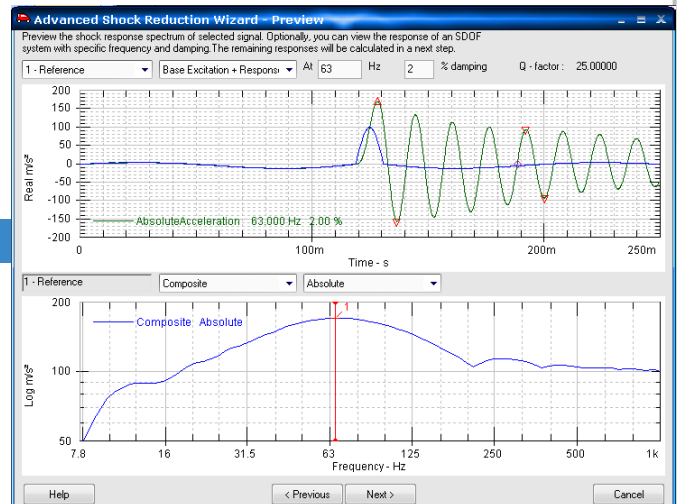 Advanced Shock Reduction Wizard - Preview
Preview the shock response spectrum of selected signal. Optionally, you can view the response of an SDOF
system with specific frequency and damping.The remaining responses will be calculated in a next step.
1 - Reference Base Excitation + Response At 63 Hz 2 % damping Q - factor : 25.00000
200
150
100
50
0
-50
-100
-150
-200
Real m/s²
AbsoluteAcceleration 63.000 Hz 2.00 %
0 100m 200m 250m
Time - s
1 - Reference Composite Absolute
200
100
50
Log m/s²
1
Composite Absolute
7.8 16 31.5 63 125 250 500 1k
Frequency - Hz
Help < Previous Next > Cancel